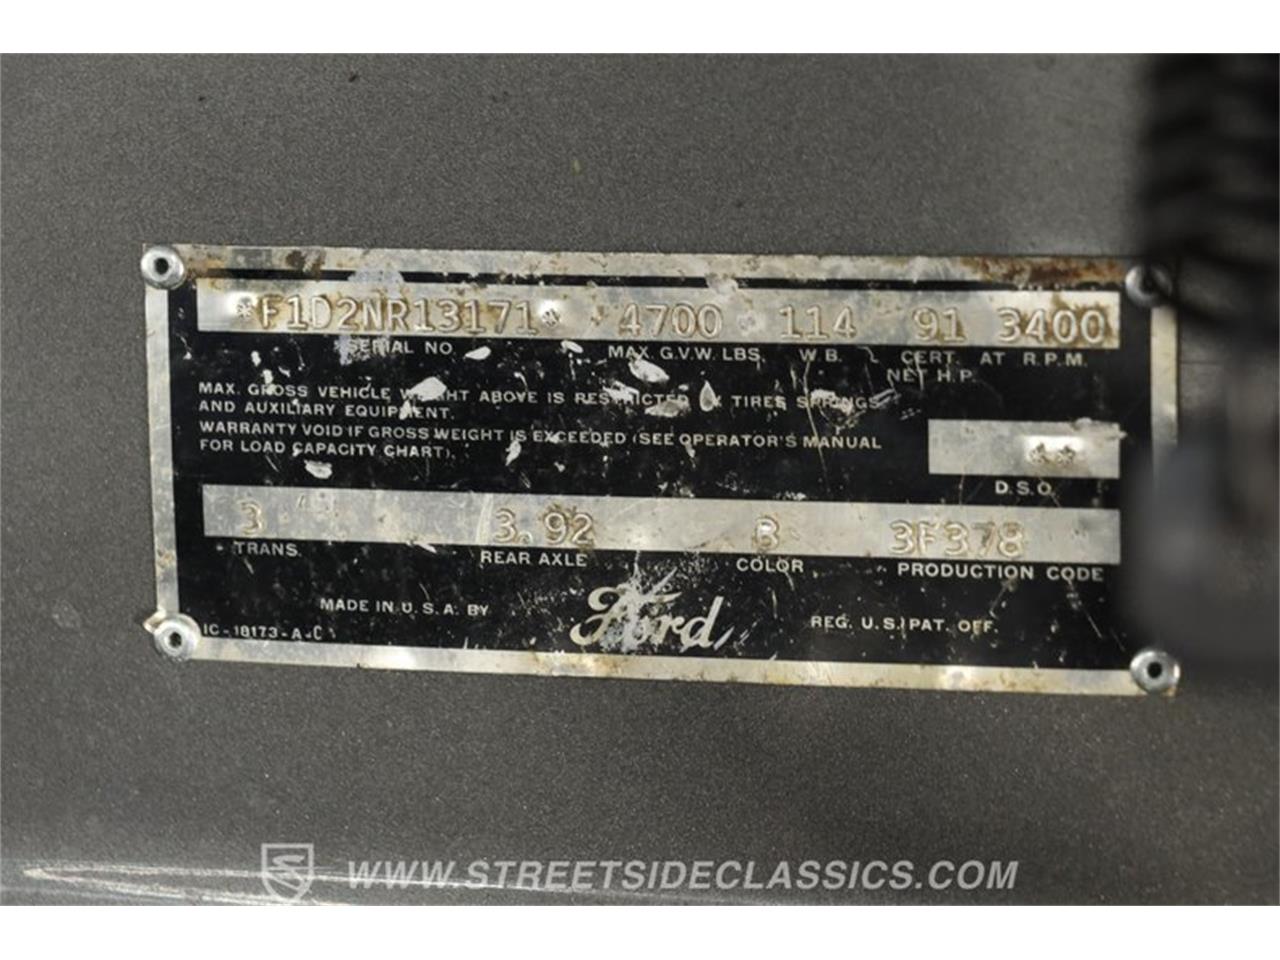 *F1D2NR13171* 4700 114 91 3400
SERIAL NO. MAX. G.V.W. LBS. W.B. CERT. AT R.P.M.
NET H.P.
MAX. GROSS VEHICLE WEIGHT ABOVE IS RESTRICTED BY TIRES SPRINGS
AND AUXILIARY EQUIPMENT.
WARRANTY VOID IF GROSS WEIGHT IS EXCEEDED (SEE OPERATOR'S MANUAL
FOR LOAD CAPACITY CHART).
**
D.S.O.
3 3.92 B 3F378
TRANS. REAR AXLE COLOR PRODUCTION CODE
MADE IN U.S.A. BY Ford REG. U.S. PAT. OFF.
IC-18173-A-C
WWW.STREETSIDECLASSICS.COM